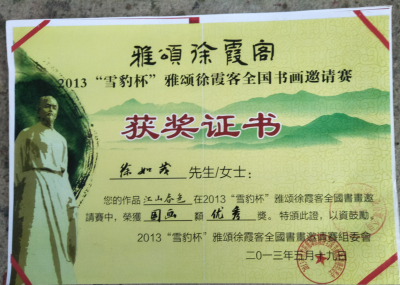 雅頌徐霞客
2013“雪豹杯”雅颂徐霞客全国书画邀请赛
获奖证书
徐如茂 先生/女士：
您的作品 江山春色 在2013“雪豹杯”雅頌徐霞客全國書畫邀
請賽中，榮獲 国画 類 优秀 獎。特頒此證，以資鼓勵。
2013“雪豹杯”雅頌徐霞客全國書畫邀请赛组委會
二〇一三年五月十九日